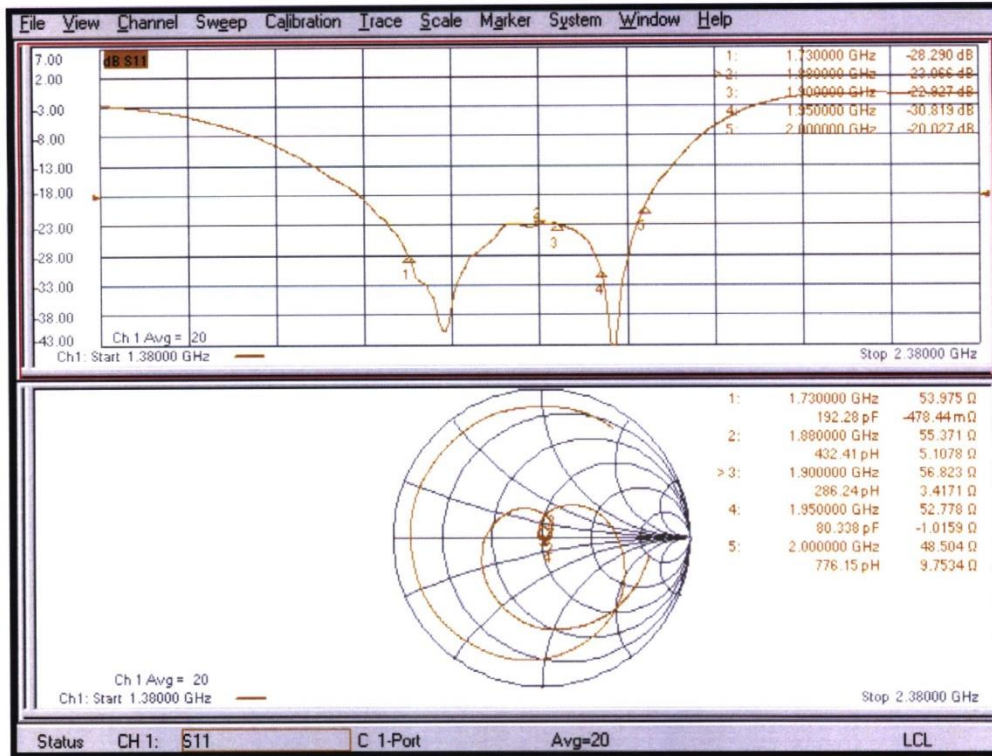 File View Channel Sweep Calibration Trace Scale Marker System Window Help
7.00
dB S11
2.00
-3.00
-8.00
-13.00
-18.00
-23.00
-28.00
-33.00
-38.00
-43.00
1: 1.730000 GHz -28.290 dB
> 2: 1.880000 GHz -23.066 dB
3: 1.900000 GHz -22.927 dB
4: 1.950000 GHz -30.819 dB
5: 2.000000 GHz -20.027 dB
1
2
3
4
5
Ch 1 Avg = 20
Ch1: Start 1.38000 GHz
Stop 2.38000 GHz
1: 1.730000 GHz 53.975 Ω
192.28 pF -478.44 mΩ
2: 1.880000 GHz 55.371 Ω
432.41 pH 5.1078 Ω
> 3: 1.900000 GHz 56.823 Ω
286.24 pH 3.4171 Ω
4: 1.950000 GHz 52.778 Ω
80.338 pF -1.0159 Ω
5: 2.000000 GHz 48.504 Ω
776.15 pH 9.7534 Ω
Ch 1 Avg = 20
Ch1: Start 1.38000 GHz
Stop 2.38000 GHz
Status CH 1: S11 C 1-Port Avg=20 LCL